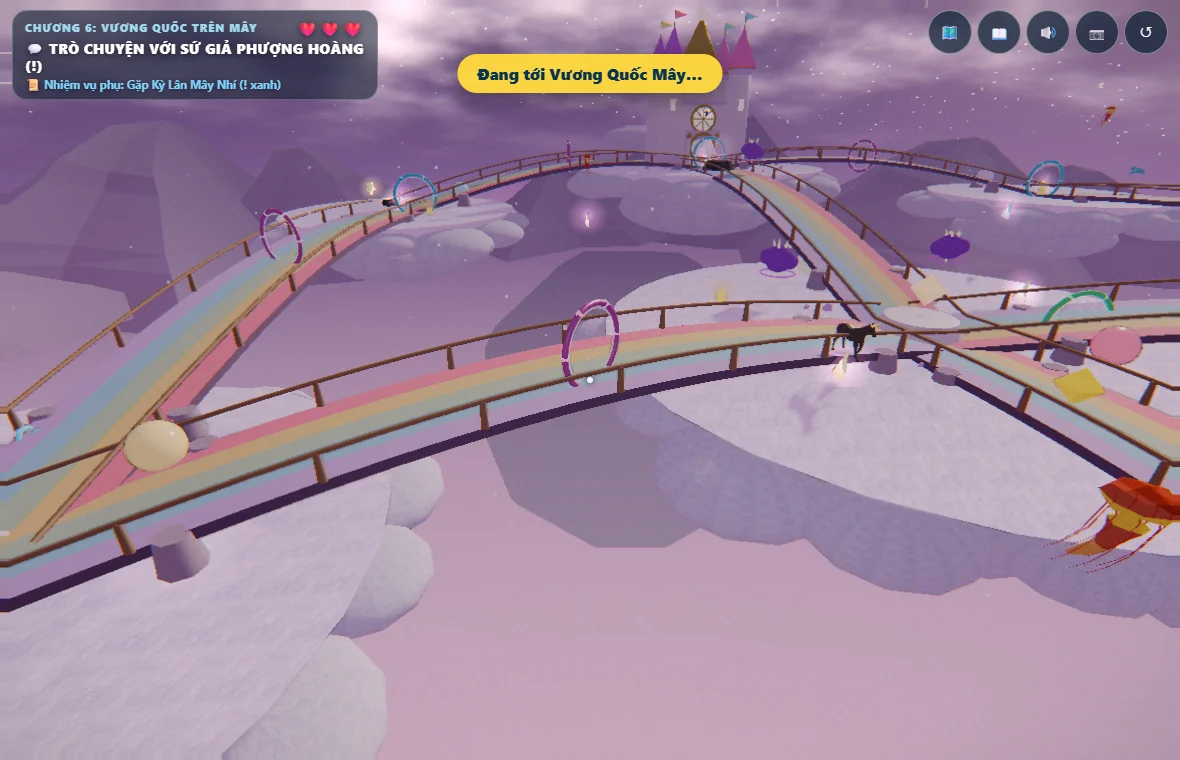 CHƯƠNG 6: VƯƠNG QUỐC TRÊN MÂY
TRÒ CHUYỆN VỚI SỨ GIẢ PHƯỢNG HOÀNG
(!)
Nhiệm vụ phụ: Gặp Kỳ Lân Mây Nhí (! xanh)
Đang tới Vương Quốc Mây...